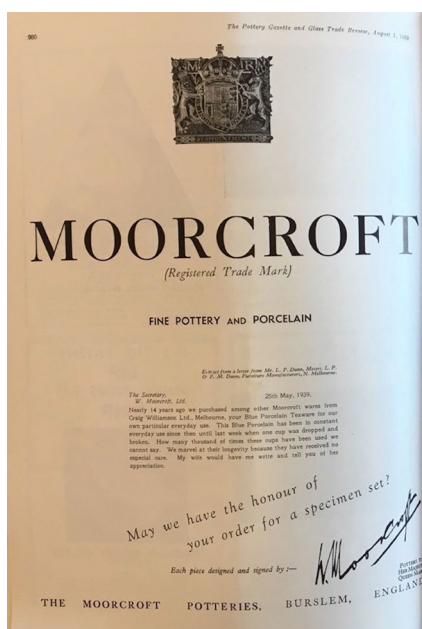 980
The Pottery Gazette and Glass Trade Review, August 1, 1939
MOORCROFT
(Registered Trade Mark)
FINE POTTERY AND PORCELAIN
Extract from a letter from Mr. L. P. Dunn, Messrs. L. P.
& P. M. Dunn, Furniture Manufacturers, N. Melbourne.
The Secretary,
W. Moorcroft, Ltd.
25th May, 1939.
Nearly 14 years ago we purchased among other Moorcroft wares from
Craig Williamson Ltd., Melbourne, your Blue Porcelain Teaware for our
own particular everyday use. This Blue Porcelain has been in constant
everyday use since then until last week when one cup was dropped and
broken. How many thousand of times these cups have been used we
cannot say. We marvel at their longevity because they have received no
especial care. My wife would have me write and tell you of her
appreciation.
May we have the honour of
your order for a specimen set?
Each piece designed and signed by :—
W. Moorcroft
POTTERY TO
QUEEN
THE MOORCROFT POTTERIES, BURSLEM, ENGLAND